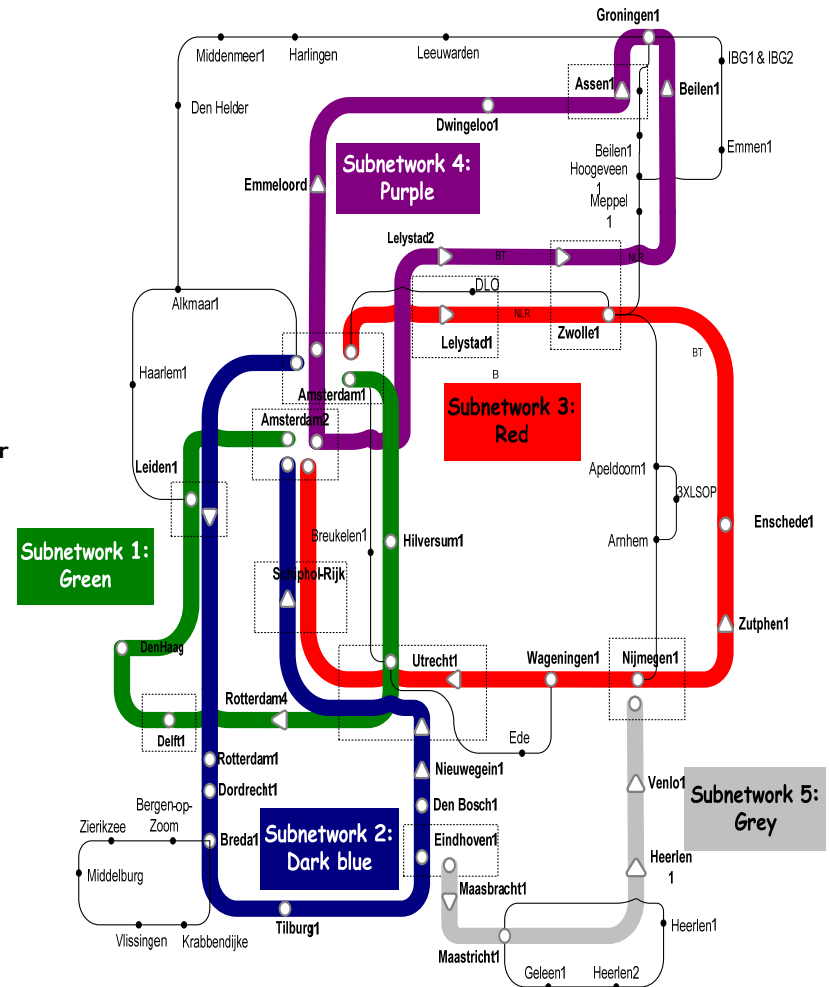 Groningen1
Middenmeer1
Harlingen
Leeuwarden
IBG1 & IBG2
Assen1
Beilen1
Den Helder
Dwingeloo1
Beilen1
Emmen1
Hoogeveen
1
Subnetwork 4:
Purple
Emmeloord
Meppel
1
Lelystad2
BT
NLR
DLO
Alkmaar1
NLR
Lelystad1
Zwolle1
BT
Haarlem1
B
Amsterdam1
Subnetwork 3:
Red
Amsterdam2
r
Leiden1
Apeldoorn1
3XLSOP
Enschede1
Breukelen1
Hilversum1
Arnhem
Subnetwork 1:
Green
Schiphol-Rijk
Zutphen1
DenHaag
Utrecht1
Wageningen1
Nijmegen1
Rotterdam4
Delft1
Ede
Rotterdam1
Nieuwegein1
Venlo1
Subnetwork 5:
Grey
Dordrecht1
Bergen-op-
Zoom
Den Bosch1
Zierikzee
Breda1
Subnetwork 2:
Dark blue
Eindhoven1
Heerlen
1
Middelburg
Maasbracht1
Tilburg1
Heerlen1
Vlissingen
Krabbendijke
Maastricht1
Geleen1
Heerlen2